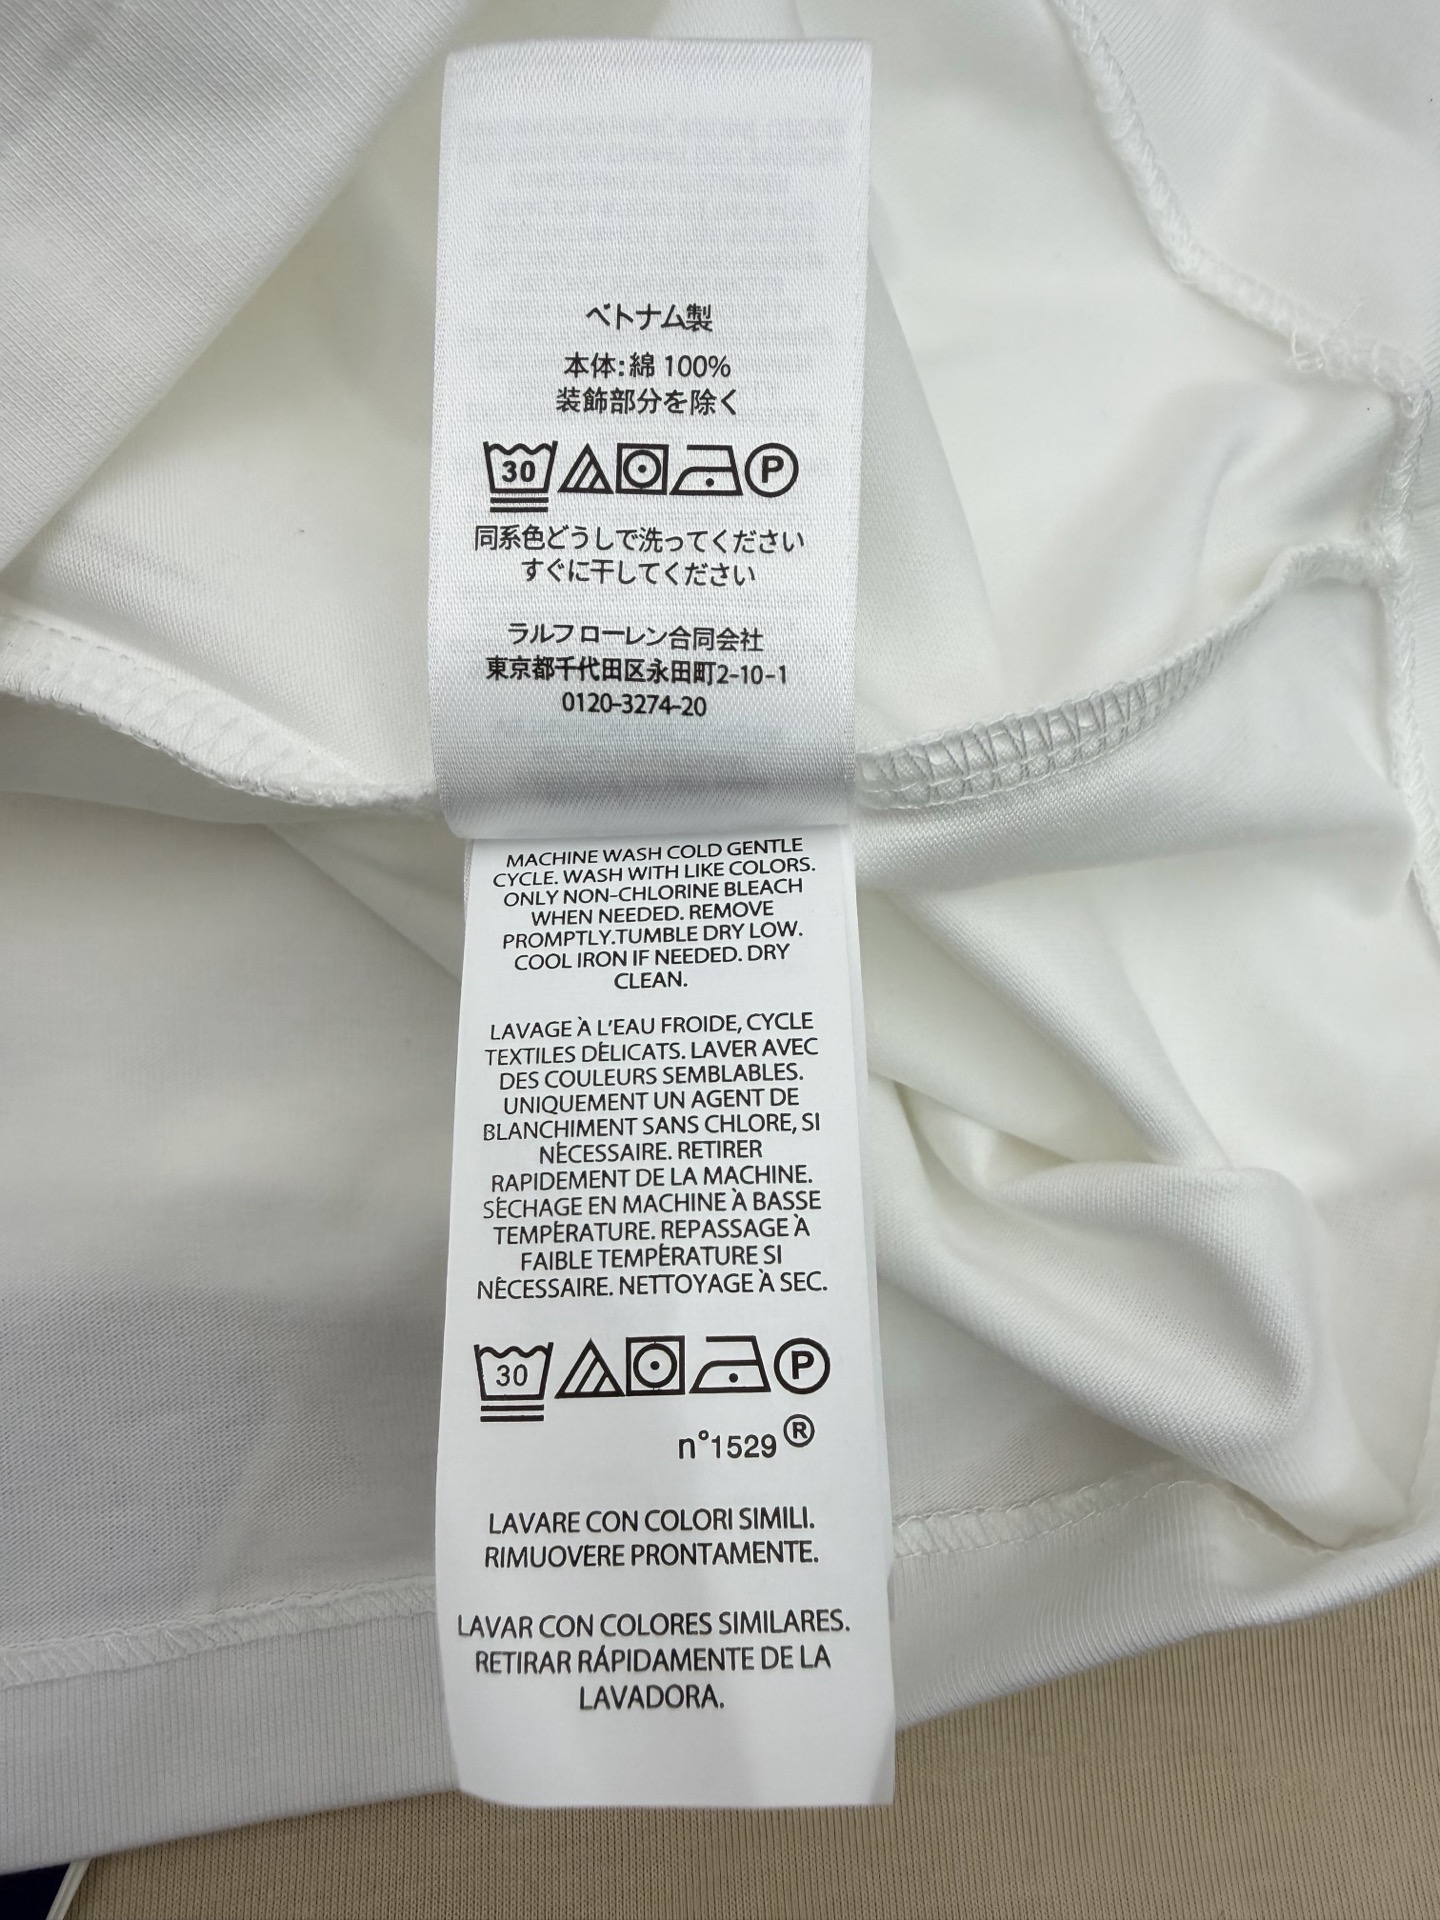 ベトナム製
本体:綿 100%
装飾部分を除く
30 P
同系色どうしで洗ってください
すぐに干してください
ラルフ ローレン合同会社
東京都千代田区永田町2-10-1
0120-3274-20
MACHINE WASH COLD GENTLE
CYCLE. WASH WITH LIKE COLORS.
ONLY NON-CHLORINE BLEACH
WHEN NEEDED. REMOVE
PROMPTLY.TUMBLE DRY LOW.
COOL IRON IF NEEDED. DRY
CLEAN.
LAVAGE À L'EAU FROIDE, CYCLE
TEXTILES DÉLICATS. LAVER AVEC
DES COULEURS SEMBLABLES.
UNIQUEMENT UN AGENT DE
BLANCHIMENT SANS CHLORE, SI
NÉCESSAIRE. RETIRER
RAPIDEMENT DE LA MACHINE.
SÉCHAGE EN MACHINE À BASSE
TEMPÉRATURE. REPASSAGE À
FAIBLE TEMPÉRATURE SI
NÉCESSAIRE. NETTOYAGE À SEC.
30 P
n°1529®
LAVARE CON COLORI SIMILI.
RIMUOVERE PRONTAMENTE.
LAVAR CON COLORES SIMILARES.
RETIRAR RÁPIDAMENTE DE LA
LAVADORA.